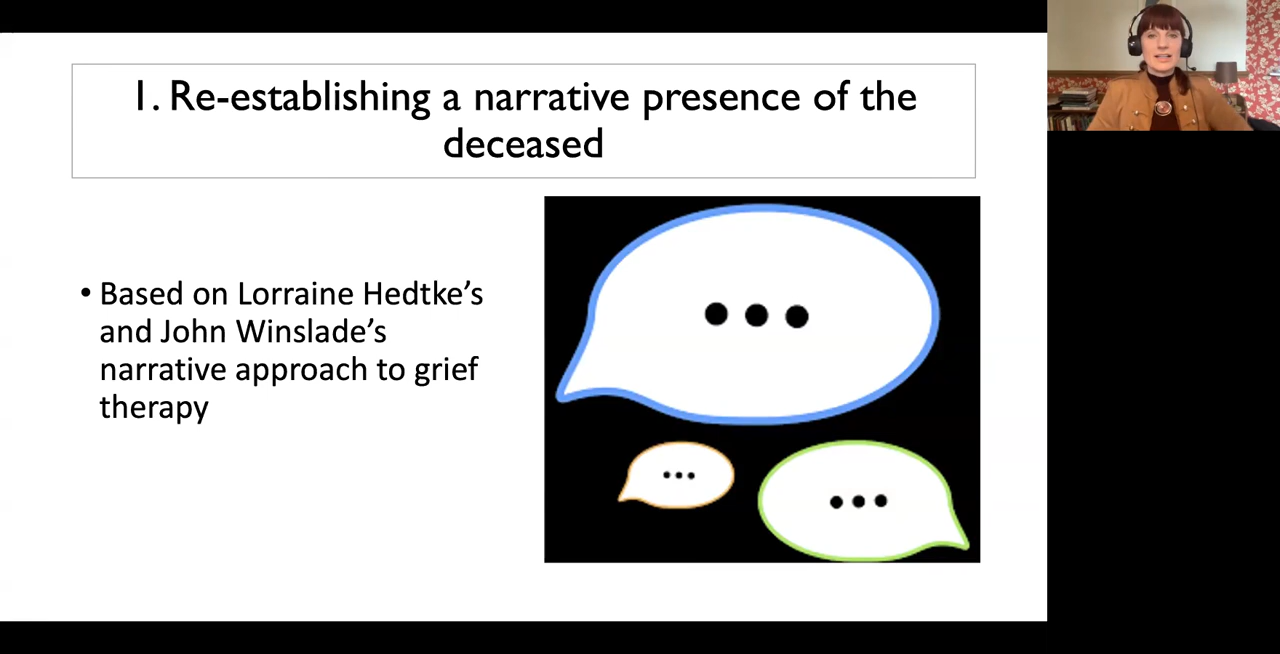 1. Re-establishing a narrative presence of the
deceased
• Based on Lorraine Hedtke’s
and John Winslade’s
narrative approach to grief
therapy